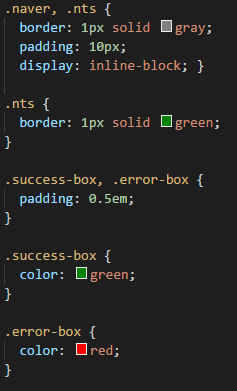 .naver, .nts {
border: 1px solid gray;
padding: 10px;
display: inline-block; }
.nts {
border: 1px solid green;
}
.success-box, .error-box {
padding: 0.5em;
}
.success-box {
color: green;
}
.error-box {
color: red;
}